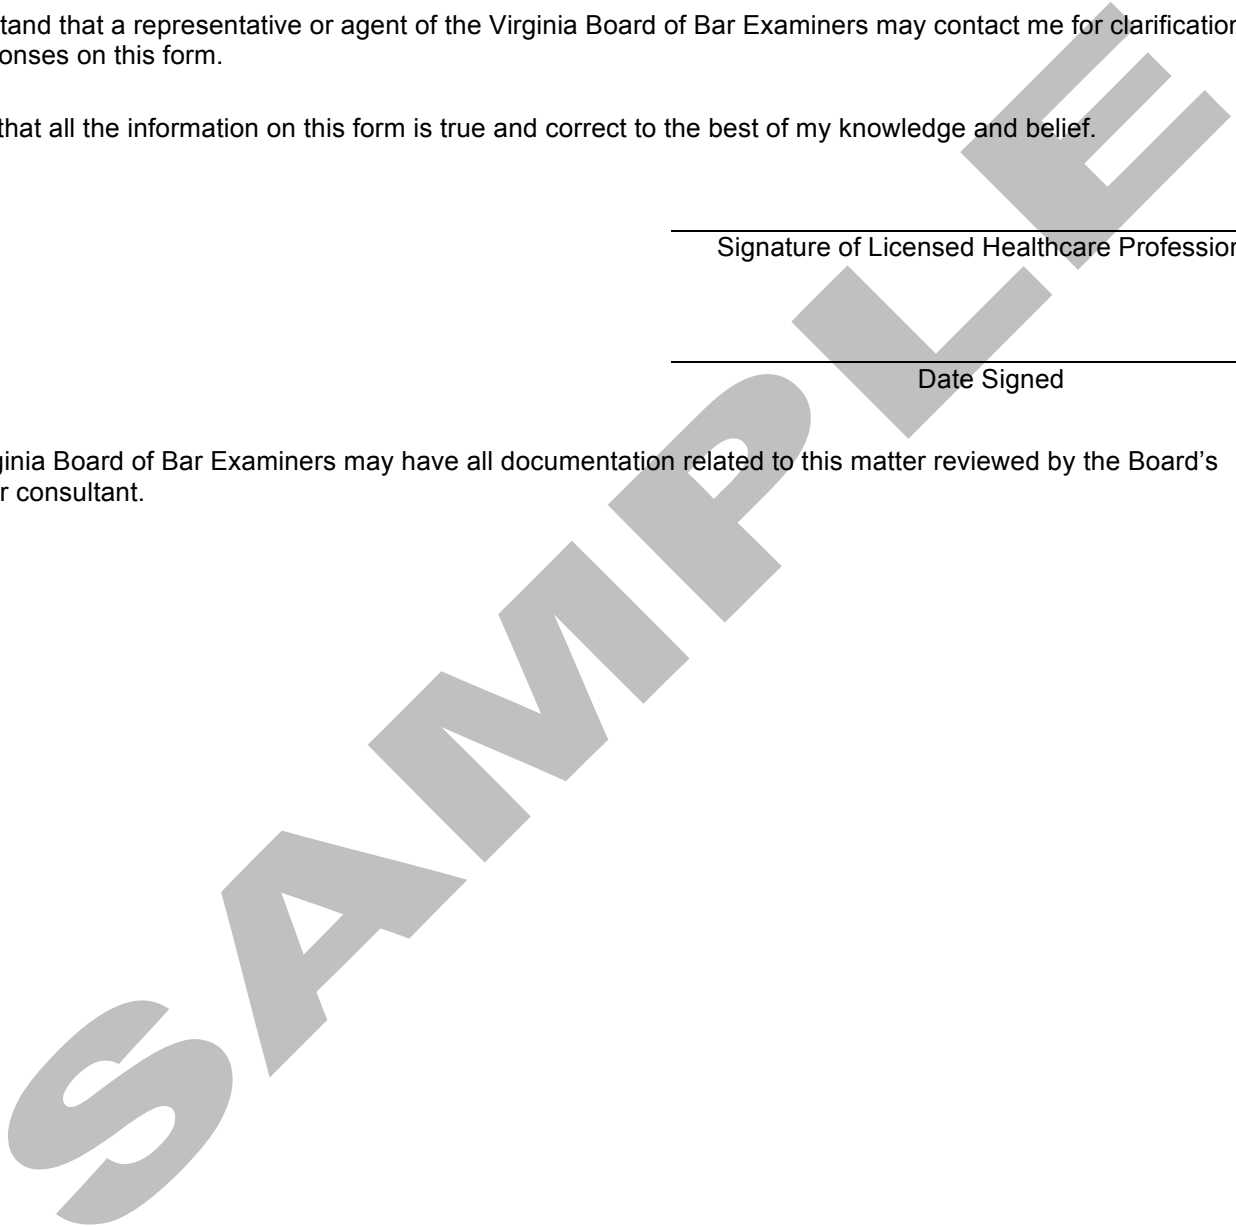 tand that a representative or agent of the Virginia Board of Bar Examiners may contact me for clarification
onses on this form.
that all the information on this form is true and correct to the best of my knowledge and belief.
Signature of Licensed Healthcare Profession
Date Signed
ginia Board of Bar Examiners may have all documentation related to this matter reviewed by the Board’s
r consultant.
SAMPLE